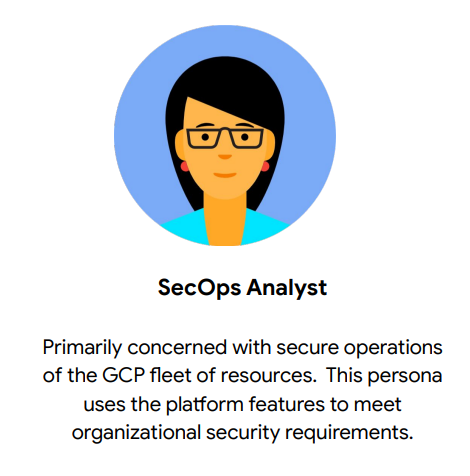 SecOps Analyst
Primarily concerned with secure operations
of the GCP fleet of resources.  This persona
uses the platform features to meet
organizational security requirements.